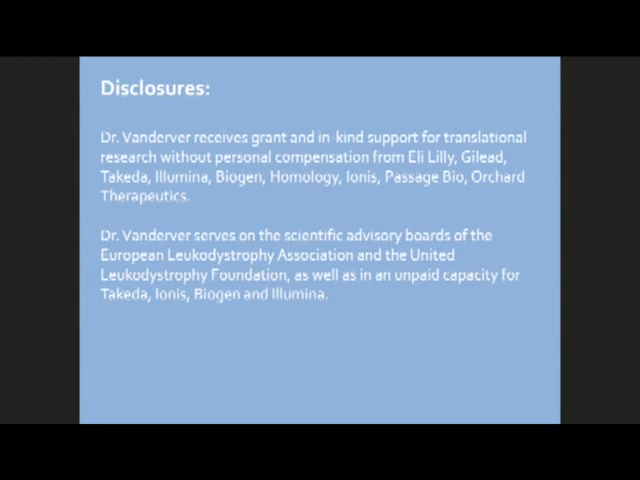 Disclosures:
Dr. Vanderver receives grant and in-kind support for translational
research without personal compensation from Eli Lilly, Gilead,
Takeda, Illumina, Biogen, Homology, Ionis, Passage Bio, Orchard
Therapeutics.
Dr. Vanderver serves on the scientific advisory boards of the
European Leukodystrophy Association and the United
Leukodystrophy Foundation, as well as in an unpaid capacity for
Takeda, Ionis, Biogen and Illumina.